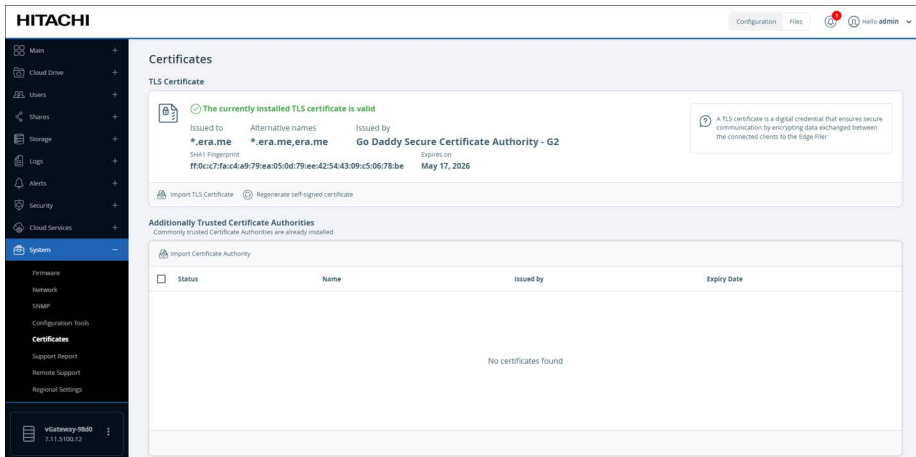 HITACHI
Configuration Files 1 Hello admin
Main
Cloud Drive
Users
Shares
Storage
Logs
Alerts
Security
Cloud Services
System
Firmware
Network
SNMP
Configuration Tools
Certificates
Support Report
Remote Support
Regional Settings
vGateway-98d0
7.11.5100.12
Certificates
TLS Certificate
The currently installed TLS certificate is valid
Issued to Alternative names Issued by
*.era.me *.era.me,era.me Go Daddy Secure Certificate Authority - G2
SHA1 Fingerprint Expires on
ff:0c:c7:fa:c4:a9:79:ea:05:0d:79:ee:42:54:43:09:c5:06:78:be May 17, 2026
A TLS certificate is a digital credential that ensures secure
communication by encrypting data exchanged between
the connected clients to the Edge Filer
Import TLS Certificate Regenerate self-signed certificate
Additionally Trusted Certificate Authorities
Commonly trusted Certificate Authorities are already installed
Import Certificate Authority
Status Name Issued by Expiry Date
No certificates found